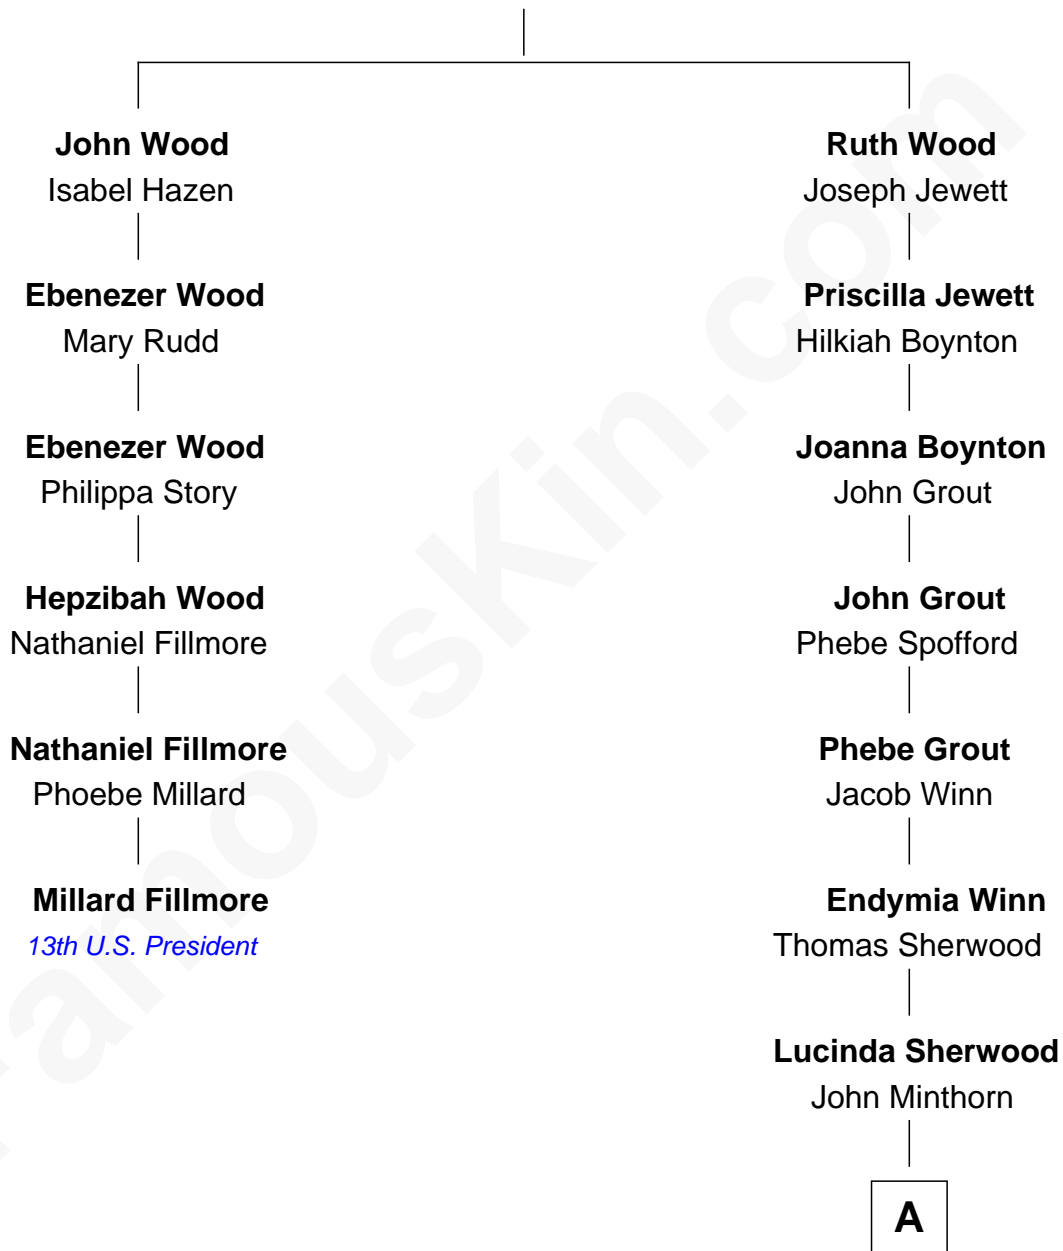 John Wood
Isabel Hazen
Ebenezer Wood
Mary Rudd
Ebenezer Wood
Philippa Story
Hepzibah Wood
Nathaniel Fillmore
Nathaniel Fillmore
Phoebe Millard
Millard Fillmore
13th U.S. President
Ruth Wood
Joseph Jewett
Priscilla Jewett
Hilkiah Boynton
Joanna Boynton
John Grout
John Grout
Phebe Spofford
Phebe Grout
Jacob Winn
Endymia Winn
Thomas Sherwood
Lucinda Sherwood
John Minthorn
A
FamousKin.com